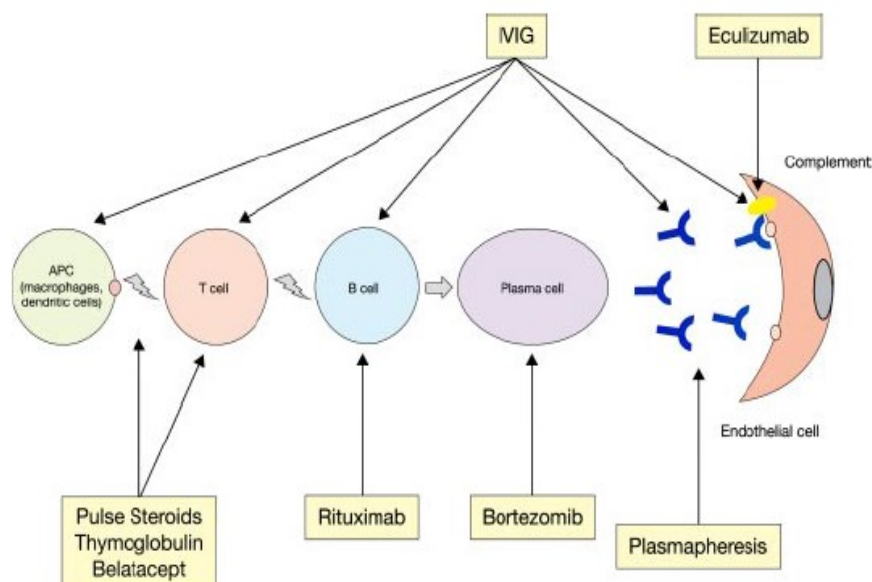 IVIG
Eculizumab
Complement
APC
(macrophages,
dendritic cells)
T cell
B cell
Plasma cell
Endothelial cell
Pulse Steroids
Thymoglobulin
Belatacept
Rituximab
Bortezomib
Plasmapheresis